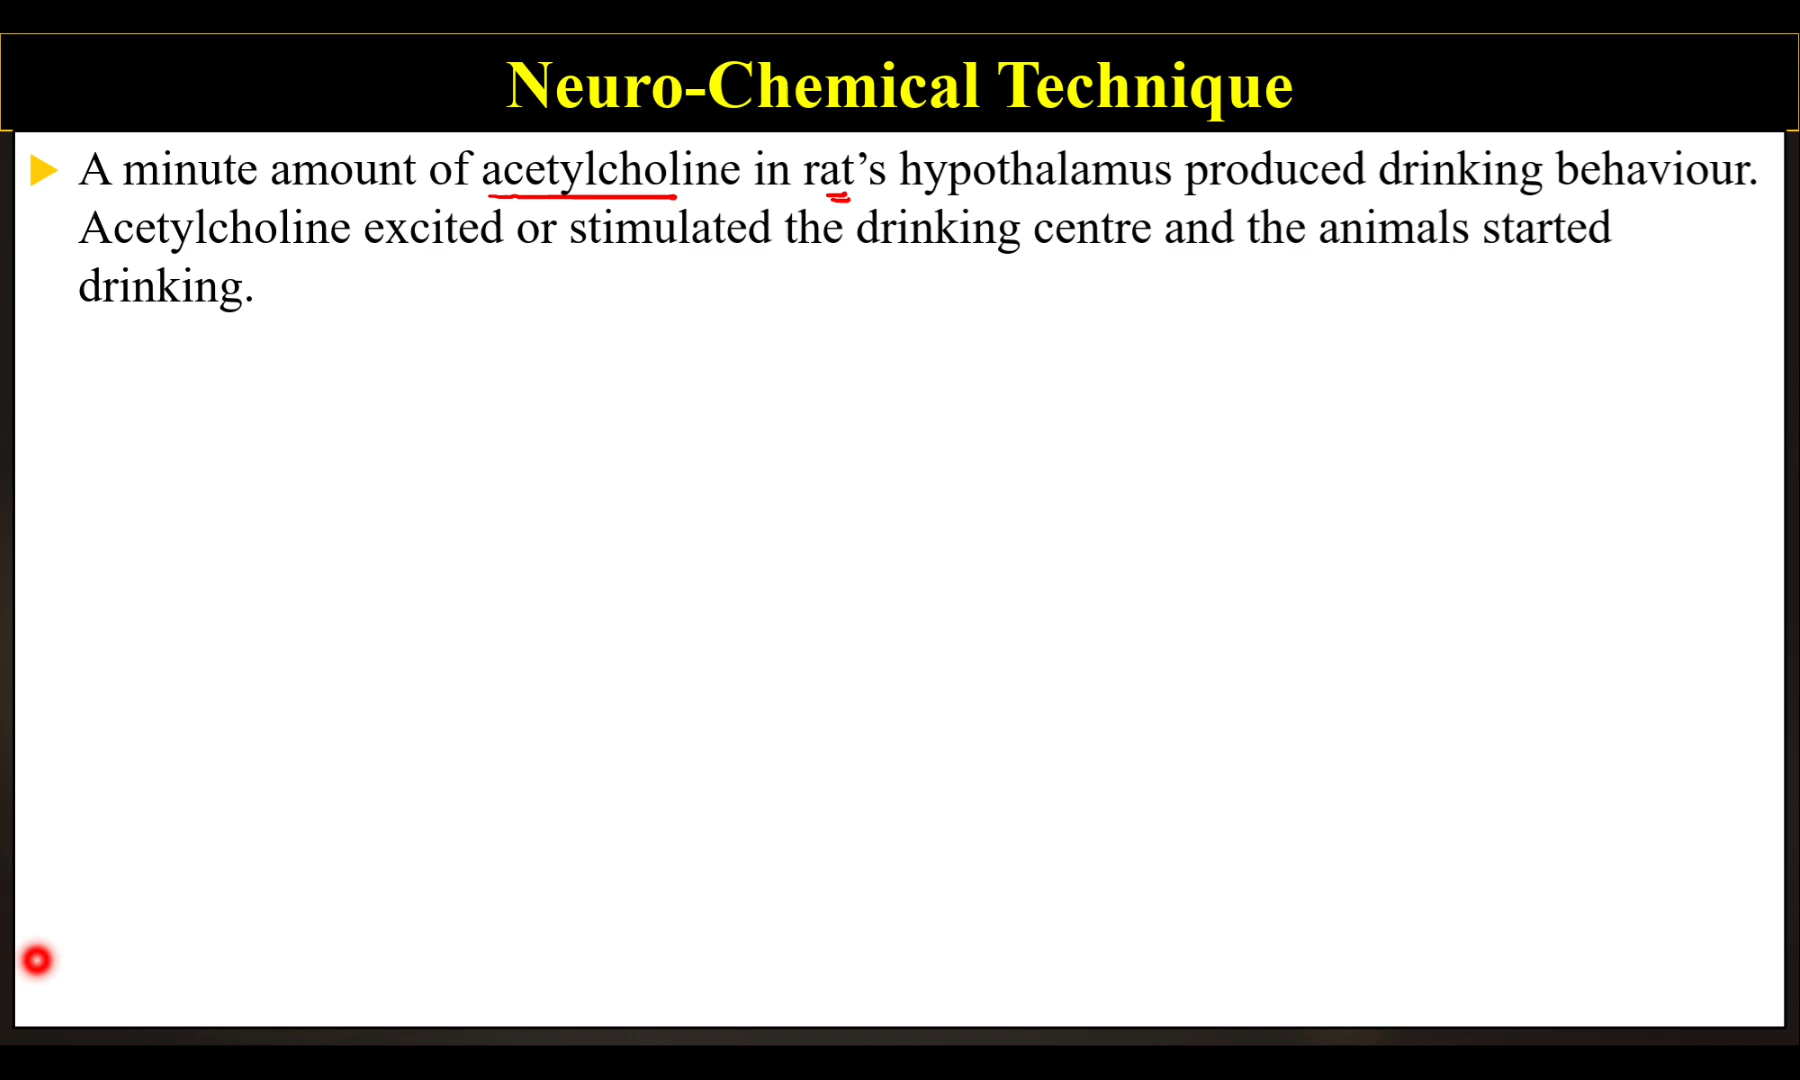 Neuro-Chemical Technique
A minute amount of acetylcholine in rat’s hypothalamus produced drinking behaviour.
Acetylcholine excited or stimulated the drinking centre and the animals started
drinking.